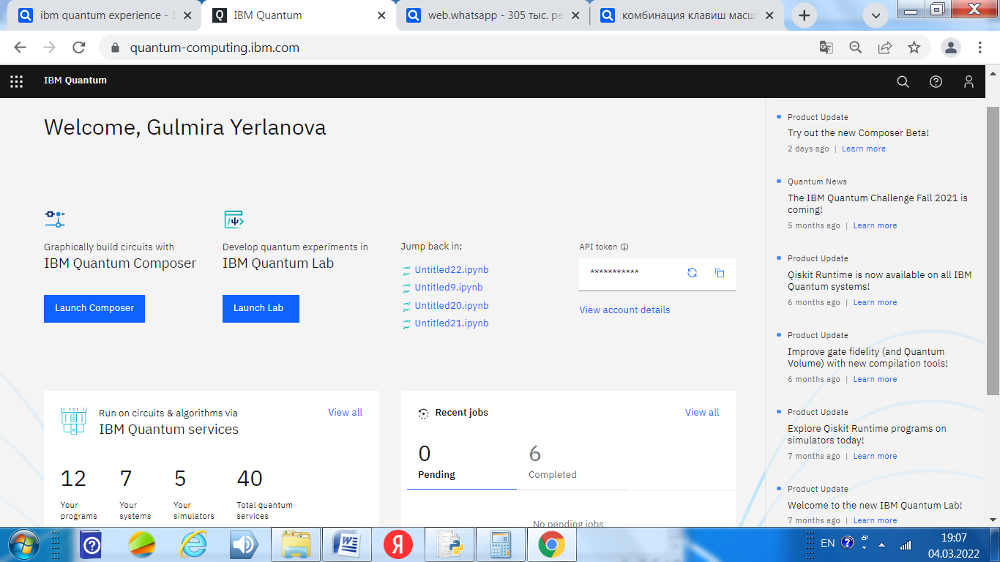 ibm quantum experience - 1
IBM Quantum
web.whatsapp - 305 тыс. ре
комбинация клавиш масш
quantum-computing.ibm.com
IBM Quantum
Welcome, Gulmira Yerlanova
Graphically build circuits with
IBM Quantum Composer
Launch Composer
Develop quantum experiments in
IBM Quantum Lab
Launch Lab
Jump back in:
Untitled22.ipynb
Untitled9.ipynb
Untitled20.ipynb
Untitled21.ipynb
API token
***********
View account details
Run on circuits & algorithms via
IBM Quantum services
View all
12
Your
programs
7
Your
systems
5
Your
simulators
40
Total quantum
services
Recent jobs
View all
0
Pending
6
Completed
No pending jobs
Product Update
Try out the new Composer Beta!
2 days ago | Learn more
Quantum News
The IBM Quantum Challenge Fall 2021 is
coming!
5 months ago | Learn more
Product Update
Qiskit Runtime is now available on all IBM
Quantum systems!
6 months ago | Learn more
Product Update
Improve gate fidelity (and Quantum
Volume) with new compilation tools!
6 months ago | Learn more
Product Update
Explore Qiskit Runtime programs on
simulators today!
7 months ago | Learn more
Product Update
Welcome to the new IBM Quantum Lab!
7 months ago | Learn more
EN
19:07
04.03.2022